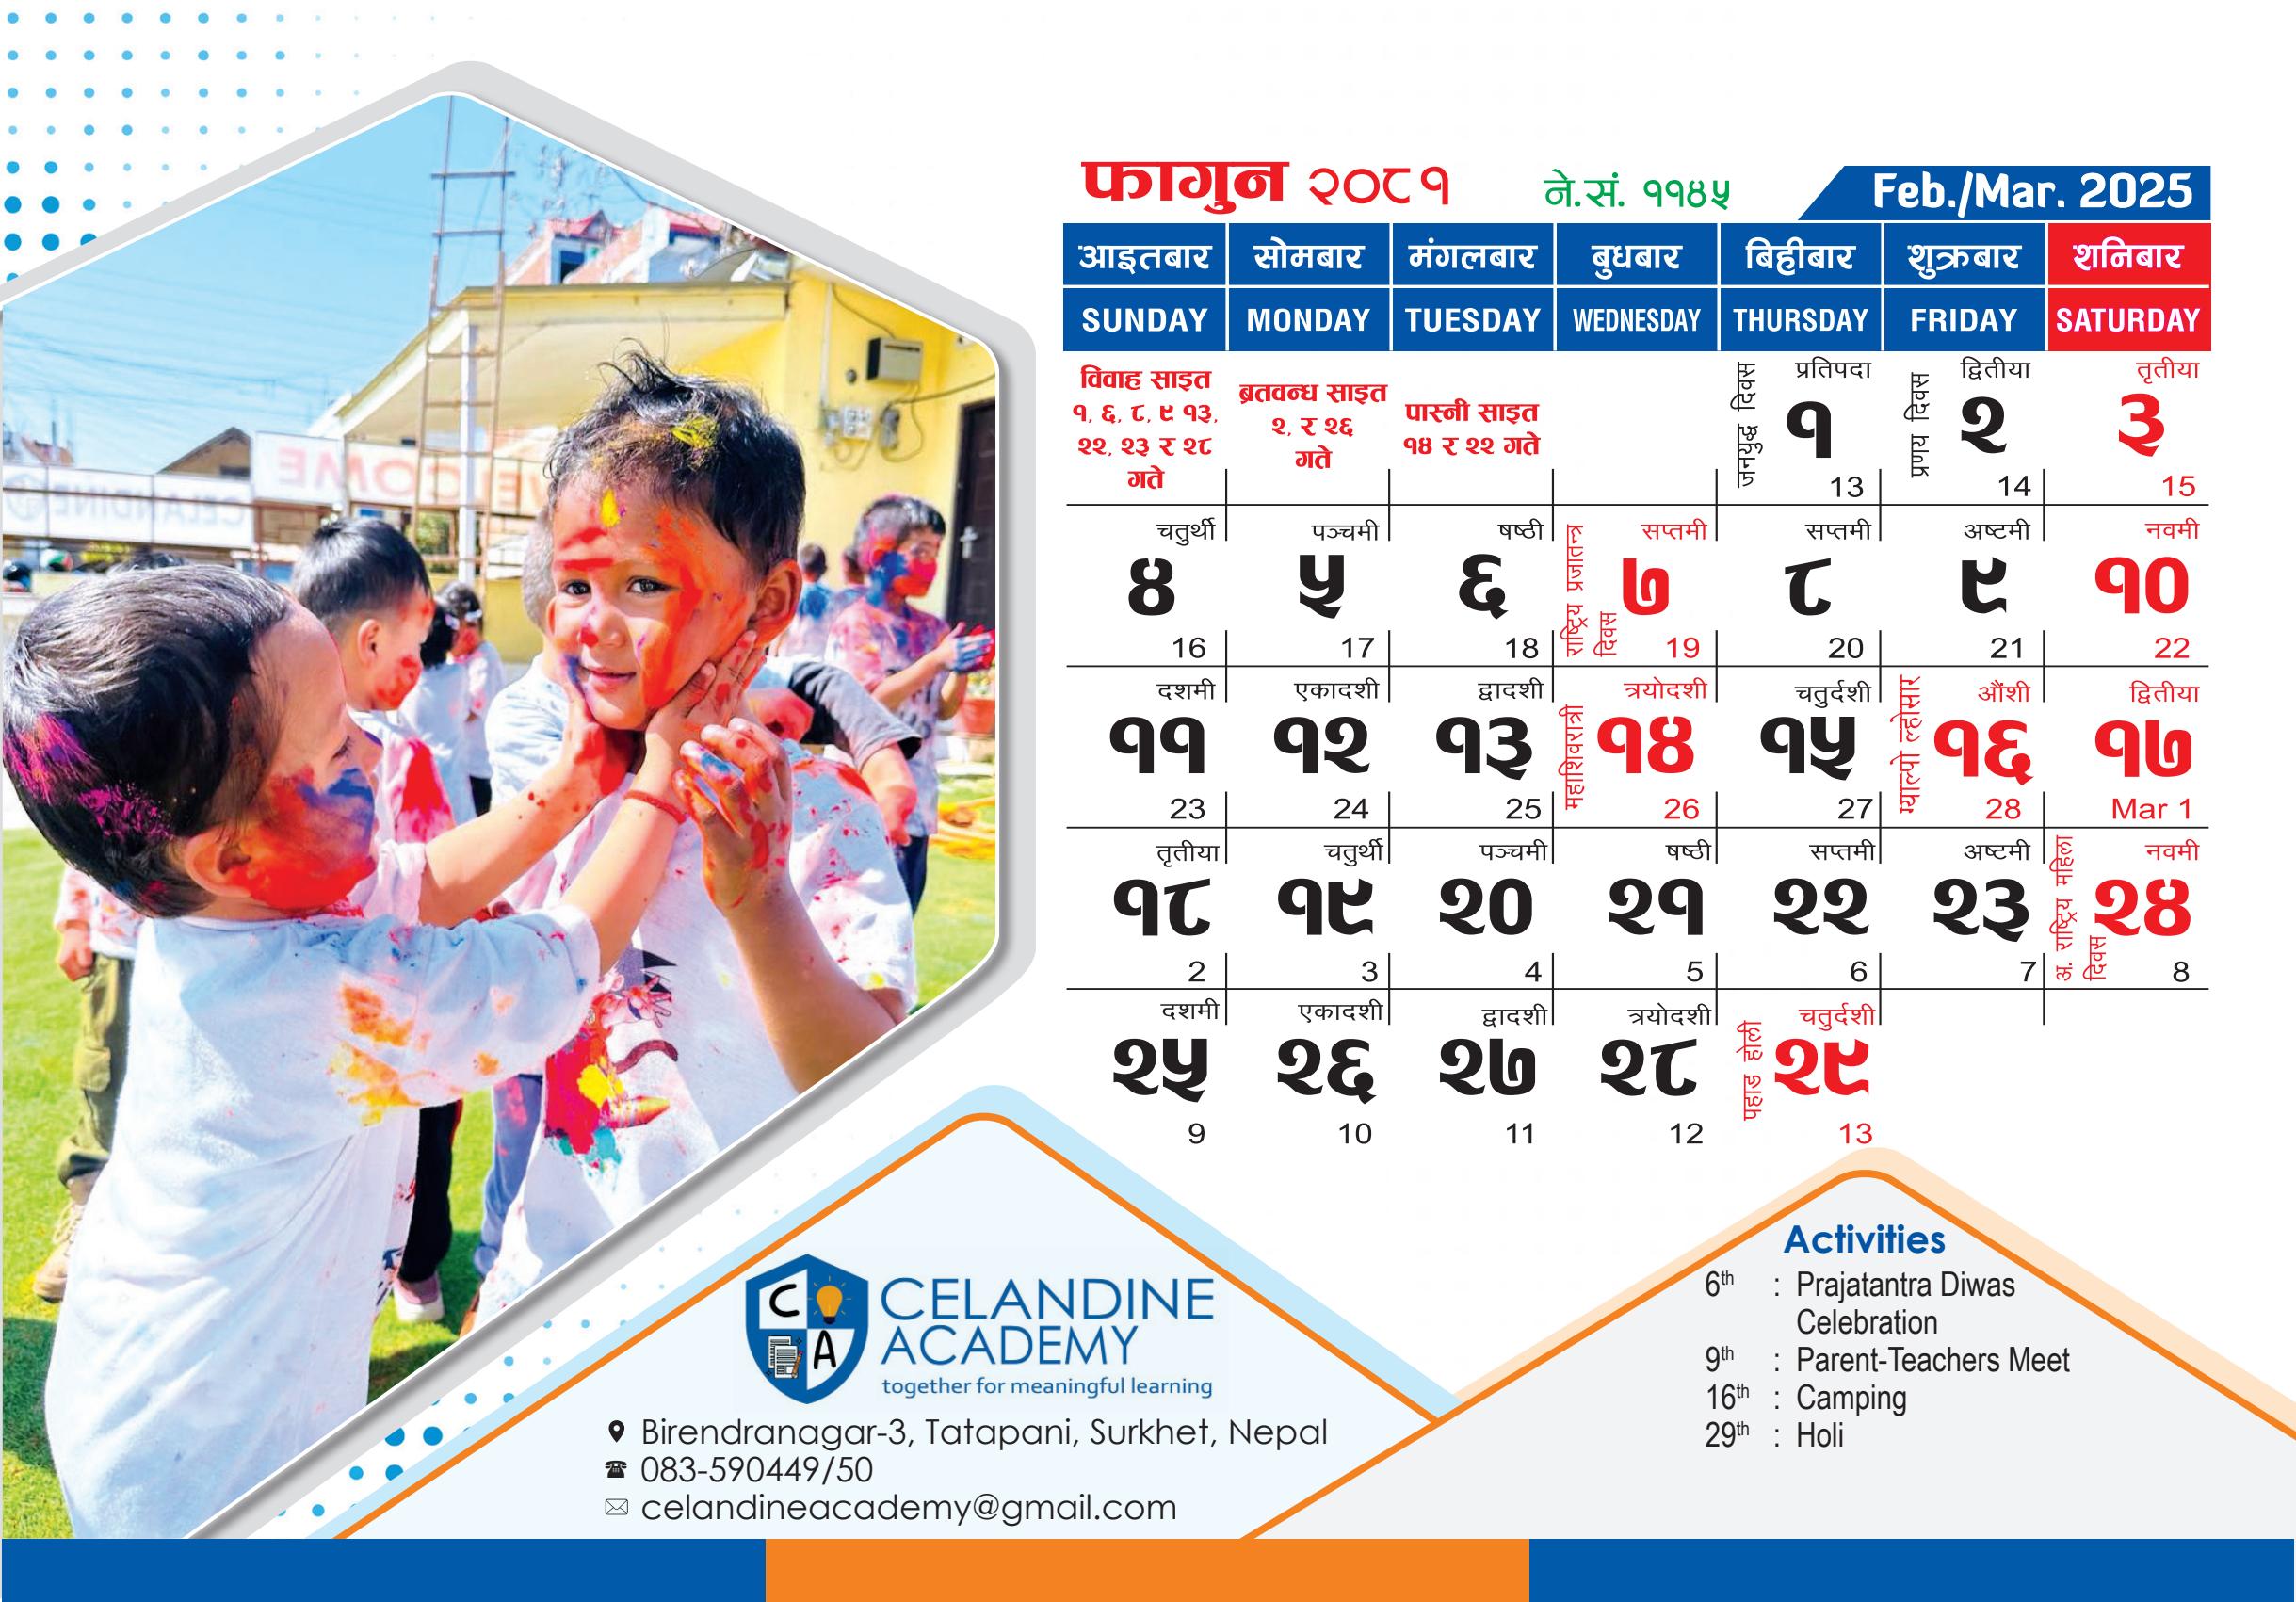 फागुन २०८१
ने.सं. ११४५
Feb./Mar. 2025
आइतबार सोमबार मंगलबार बुधबार बिहीबार शुक्रबार शनिबार
SUNDAY MONDAY TUESDAY WEDNESDAY THURSDAY FRIDAY SATURDAY
विवाह साइत
१, ६, ८, ९ १३,
२२, २३ र २८
गते
ब्रतवन्ध साइत
२, र २६
गते
पास्नी साइत
१४ र २२ गते
जनयुद्ध दिवस
प्रतिपदा
१
13
प्रणय दिवस
द्वितीया
२
14
तृतीया
३
15
चतुर्थी
४
16
पञ्चमी
५
17
षष्ठी
६
18
राष्ट्रिय प्रजातन्त्र
दिवस
सप्तमी
७
19
सप्तमी
८
20
अष्टमी
९
21
नवमी
१०
22
दशमी
११
23
एकादशी
१२
24
द्वादशी
१३
25
महाशिवरात्री
त्रयोदशी
१४
26
चतुर्दशी
१५
27
ग्याल्पो ल्होसार
औंशी
१६
28
द्वितीया
१७
Mar 1
तृतीया
१८
2
चतुर्थी
१९
3
पञ्चमी
२०
4
षष्ठी
२१
5
सप्तमी
२२
6
अष्टमी
२३
7
अ. राष्ट्रिय महिला
दिवस
नवमी
२४
8
दशमी
२५
9
एकादशी
२६
10
द्वादशी
२७
11
त्रयोदशी
२८
12
पहाड होली
चतुर्दशी
२९
13
WELCOME
CELANDINE
C
A
CELANDINE
ACADEMY
together for meaningful learning
Birendranagar-3, Tatapani, Surkhet, Nepal
083-590449/50
celandineacademy@gmail.com
Activities
6th : Prajatantra Diwas
Celebration
9th : Parent-Teachers Meet
16th : Camping
29th : Holi